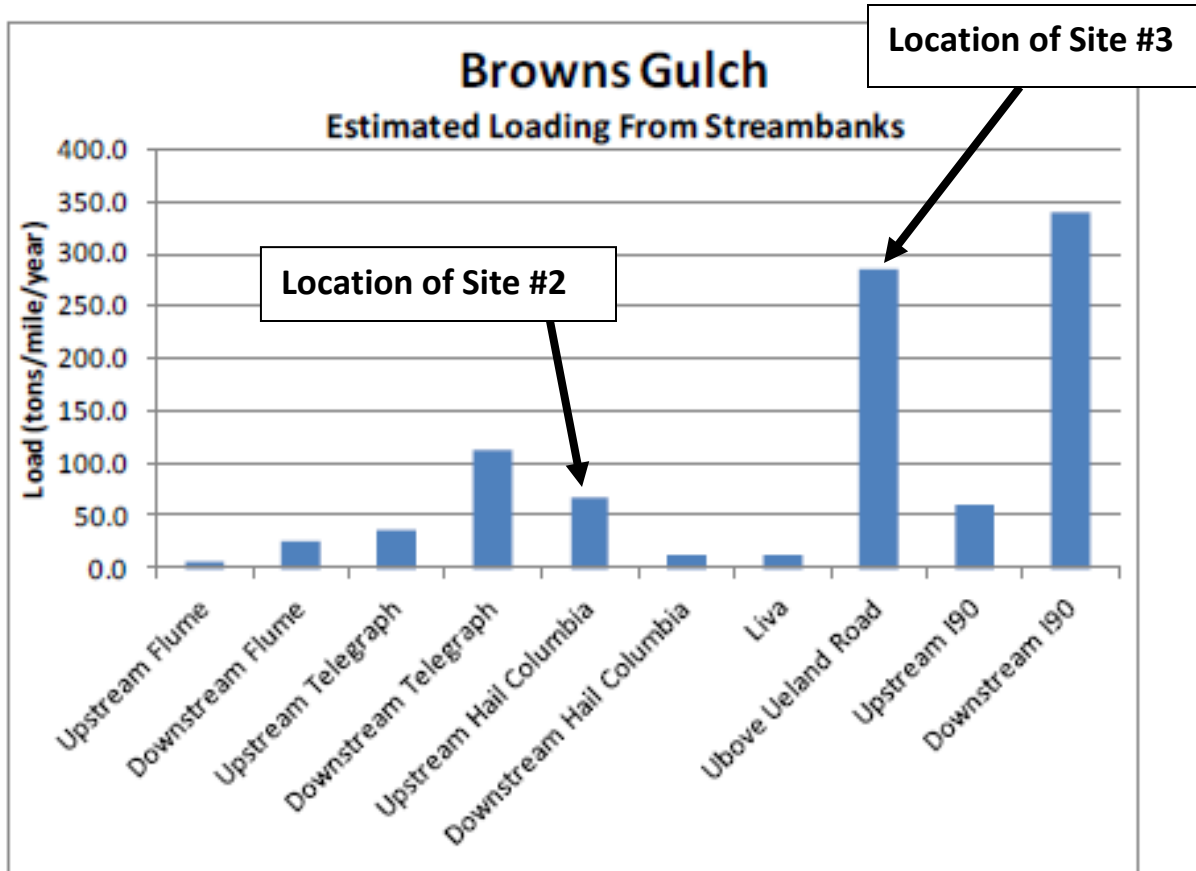 Location of Site #3
Browns Gulch
Estimated Loading From Streambanks
Location of Site #2
Load (tons/mile/year)
400.0
350.0
300.0
250.0
200.0
150.0
100.0
50.0
0.0
Upstream Flume
Downstream Flume
Upstream Telegraph
Downstream Telegraph
Upstream Hail Columbia
Downstream Hail Columbia
Liva
Ubove Ueland Road
Upstream I90
Downstream I90